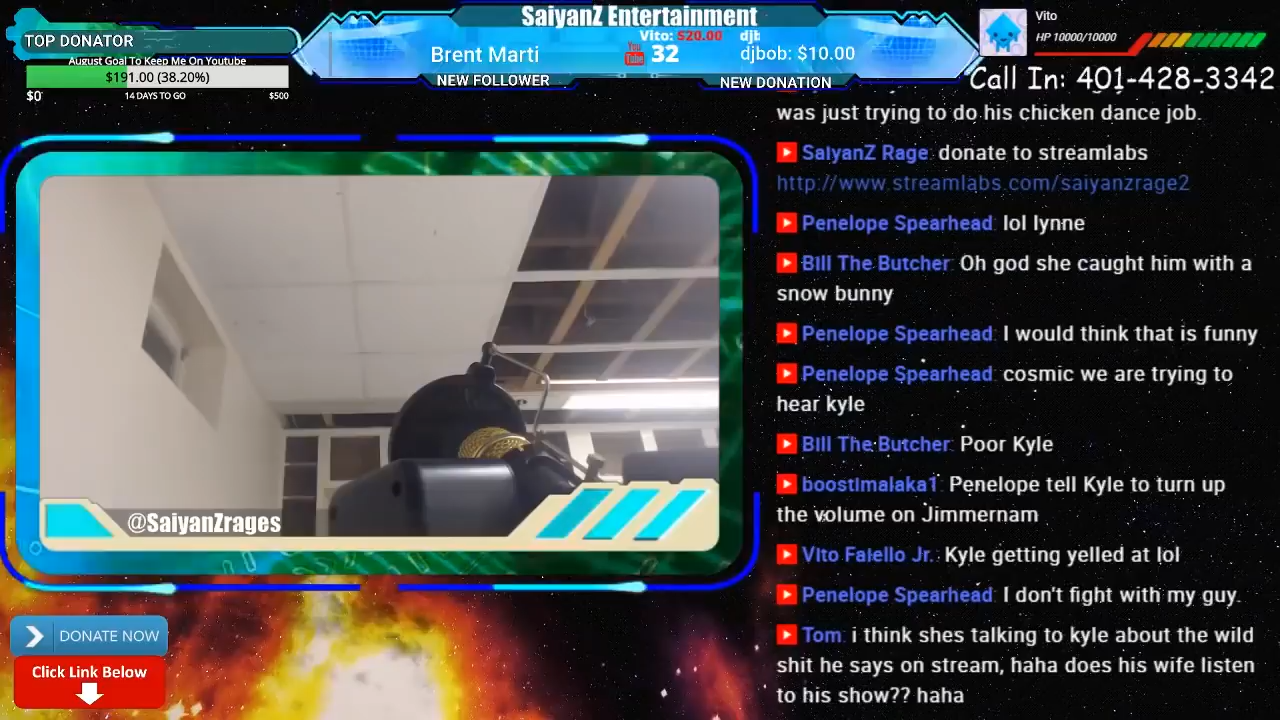 TOP DONATOR
August Goal To Keep Me On Youtube
$191.00 (38.20%)
$0
14 DAYS TO GO
$500
SaiyanZ Entertainment
Vito: $20.00
djb
Brent Marti
You
Tube
32
djbob: $10.00
NEW FOLLOWER
NEW DONATION
Vito
HP 10000/10000
Call In: 401-428-3342
was just trying to do his chicken dance job.
SaiyanZ Rage: donate to streamlabs
http://www.streamlabs.com/saiyanzrage2
Penelope Spearhead: lol lynne
Bill The Butcher: Oh god she caught him with a
snow bunny
Penelope Spearhead: I would think that is funny
Penelope Spearhead: cosmic we are trying to
hear kyle
Bill The Butcher: Poor Kyle
boostimalaka1: Penelope tell Kyle to turn up
the volume on Jimmernam
Vito Faiello Jr.: Kyle getting yelled at lol
Penelope Spearhead: I don't fight with my guy.
Tom: i think shes talking to kyle about the wild
shit he says on stream, haha does his wife listen
to his show?? haha
@SaiyanZrages
DONATE NOW
Click Link Below